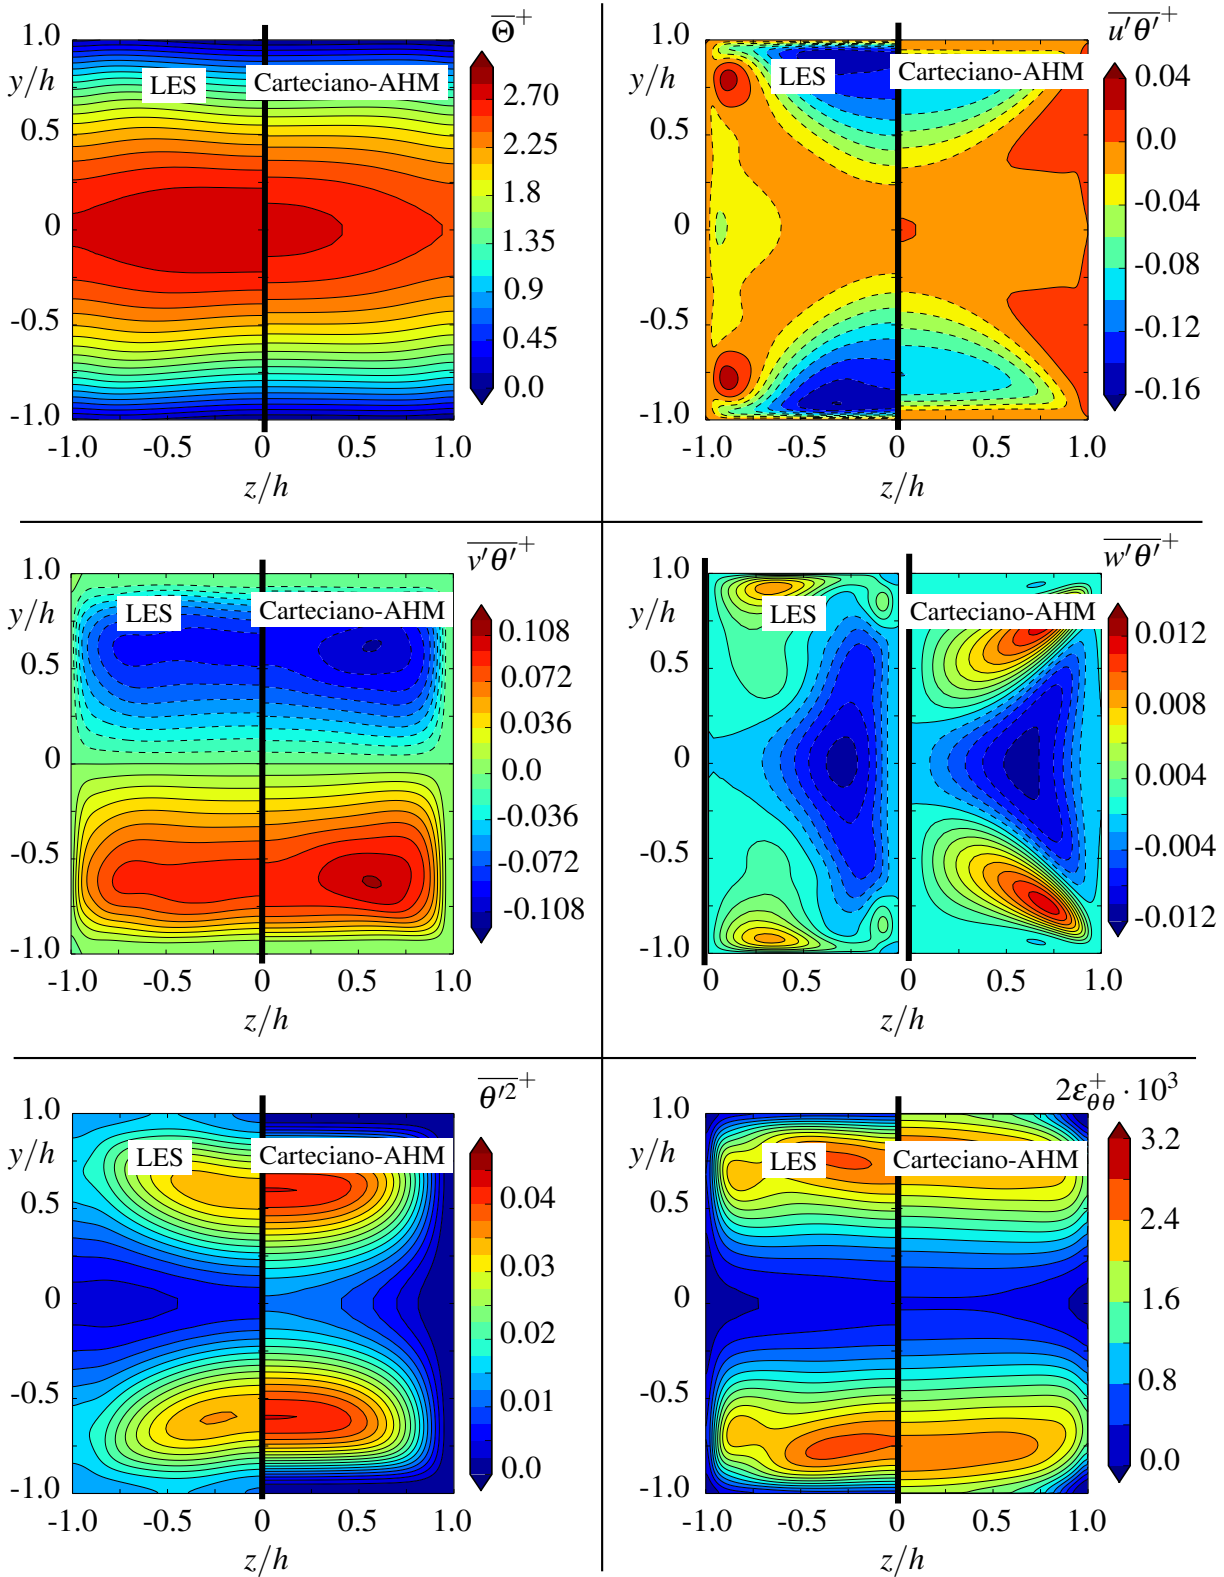 Θ̅⁺
1.0
y/h
0.5
0
-0.5
-1.0
LES
Carteciano-AHM
2.70
2.25
1.8
1.35
0.9
0.45
0.0
-1.0 -0.5 0 0.5 1.0
z/h
u′θ′⁺
1.0
y/h
0.5
0
-0.5
-1.0
LES
Carteciano-AHM
0.04
0.0
-0.04
-0.08
-0.12
-0.16
-1.0 -0.5 0 0.5 1.0
z/h
v′θ′⁺
1.0
y/h
0.5
0
-0.5
-1.0
LES
Carteciano-AHM
0.108
0.072
0.036
0.0
-0.036
-0.072
-0.108
-1.0 -0.5 0 0.5 1.0
z/h
w′θ′⁺
1.0
y/h
0.5
0
-0.5
-1.0
LES
Carteciano-AHM
0.012
0.008
0.004
-0.004
-0.012
0 0.5 0 0.5 1.0
z/h
θ′²⁺
1.0
y/h
0.5
0
-0.5
-1.0
LES
Carteciano-AHM
0.04
0.03
0.02
0.01
0.0
-1.0 -0.5 0 0.5 1.0
z/h
2ε⁺θθ · 10³
1.0
y/h
0.5
0
-0.5
-1.0
LES
Carteciano-AHM
3.2
2.4
1.6
0.8
0.0
-1.0 -0.5 0 0.5 1.0
z/h